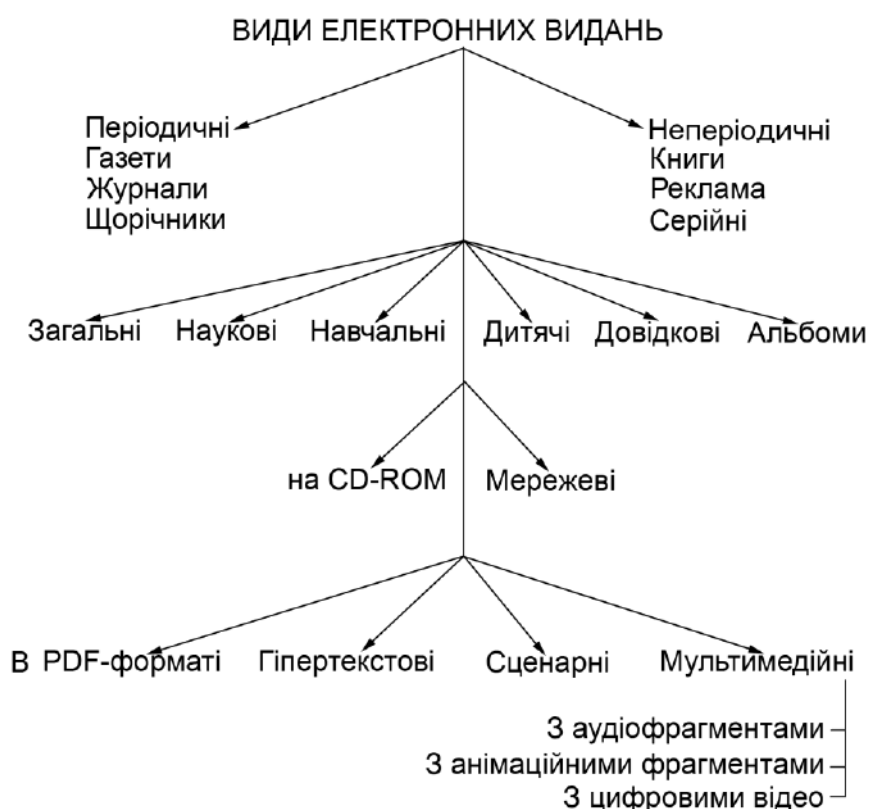 ВИДИ ЕЛЕКТРОННИХ ВИДАНЬ
Періодичні
Газети
Журнали
Щорічники
Неперіодичні
Книги
Реклама
Серійні
Загальні Наукові Навчальні Дитячі Довідкові Альбоми
на CD-ROM Мережеві
В PDF-форматі Гіпертекстові Сценарні Мультимедійні
З аудіофрагментами
З анімаційними фрагментами
З цифровими відео